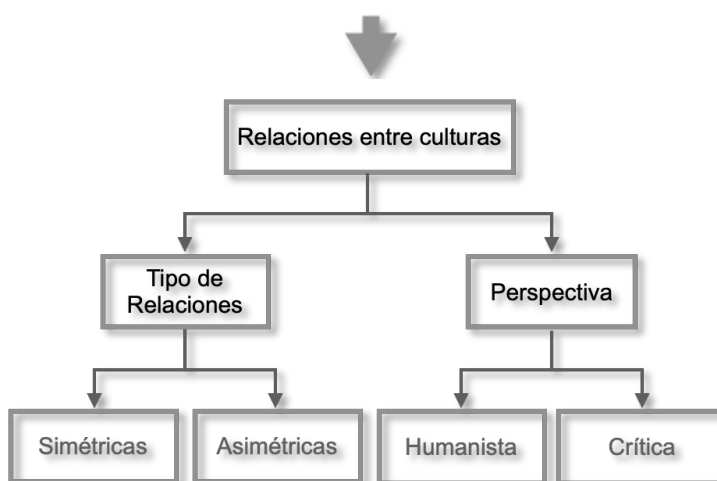 Relaciones entre culturas
Tipo de
Relaciones
Perspectiva
Simétricas
Asimétricas
Humanista
Crítica